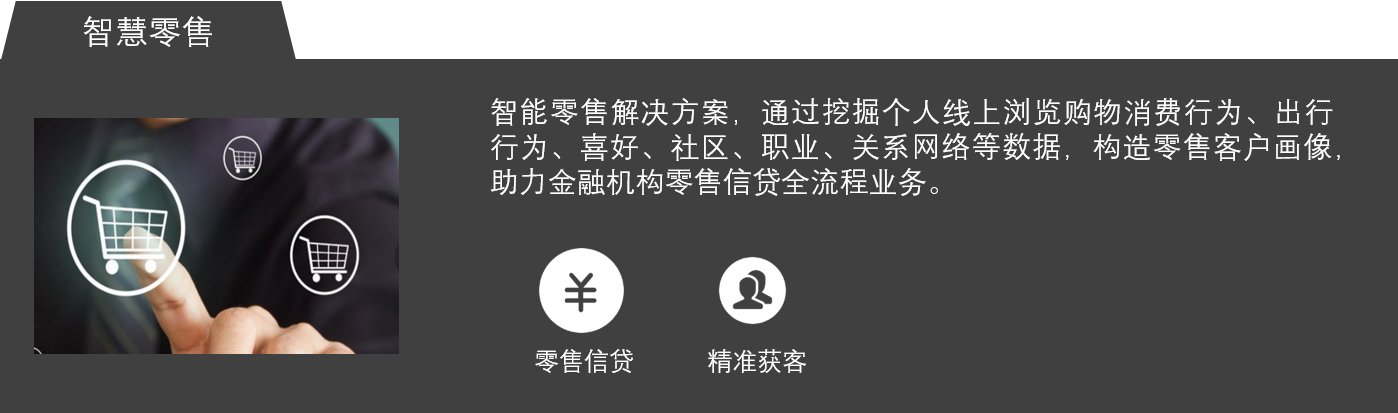 智慧零售
智能零售解决方案，通过挖掘个人线上浏览购物消费行为、出行
行为、喜好、社区、职业、关系网络等数据，构造零售客户画像，
助力金融机构零售信贷全流程业务。
¥
零售信贷
精准获客